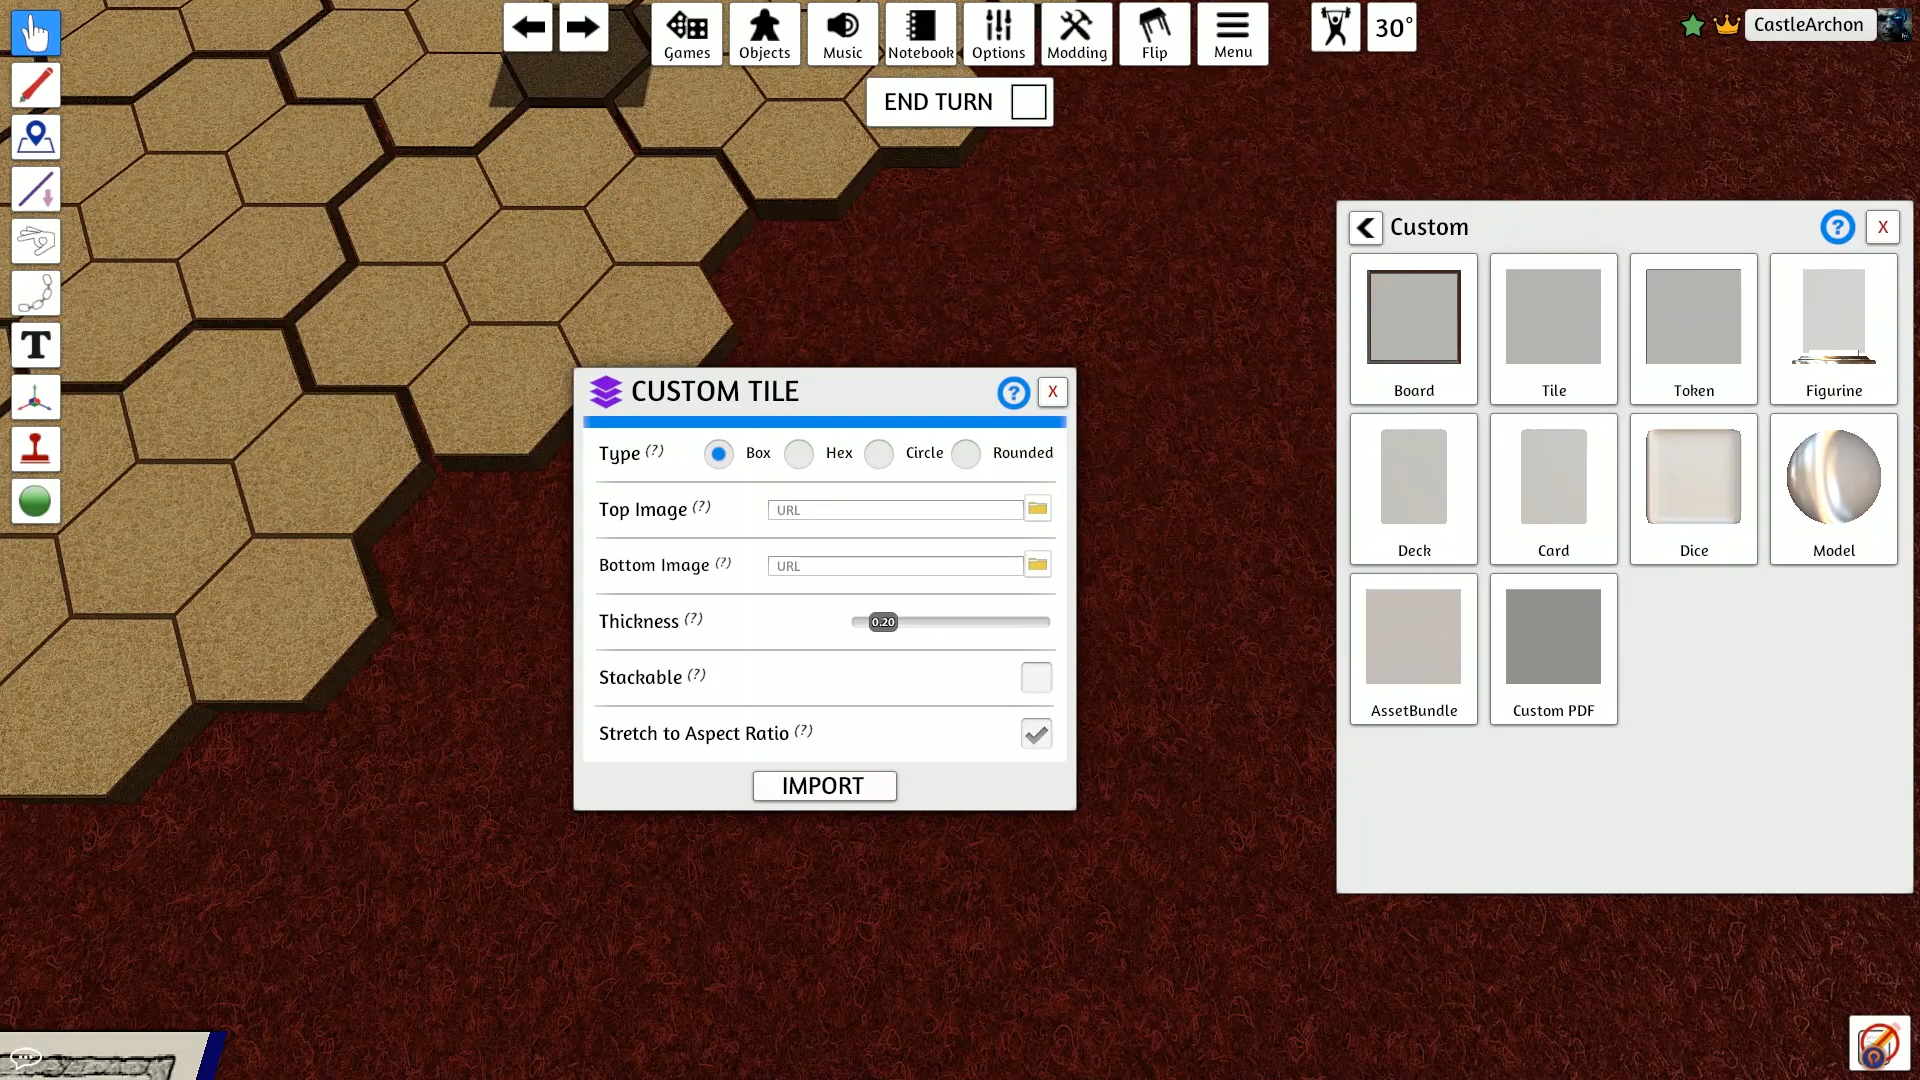 Games
Objects
Music
Notebook
Options
Modding
Flip
Menu
30°
CastleArchon
END TURN
T
Custom
?
X
Board
Tile
Token
Figurine
Deck
Card
Dice
Model
AssetBundle
Custom PDF
CUSTOM TILE
?
X
Type (?) Box Hex Circle Rounded
Top Image (?) URL
Bottom Image (?) URL
Thickness (?) 0.20
Stackable (?)
Stretch to Aspect Ratio (?)
IMPORT